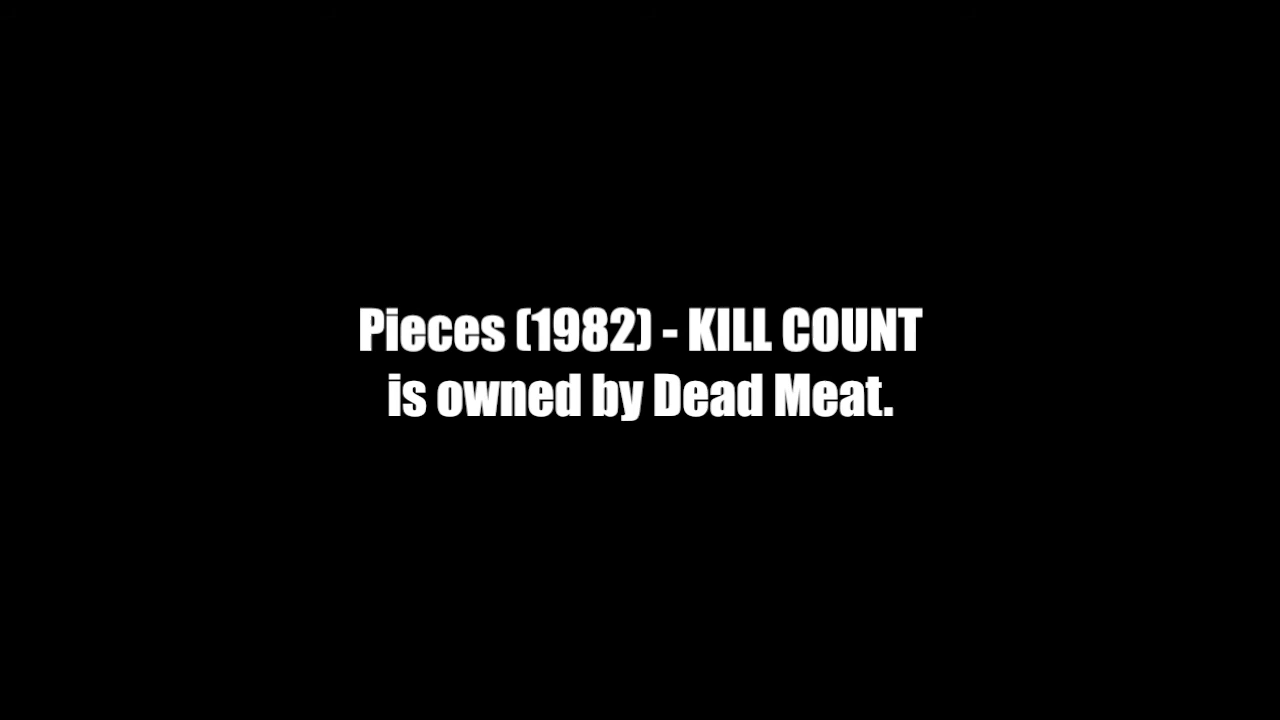 Pieces (1982) - KILL COUNT
is owned by Dead Meat.